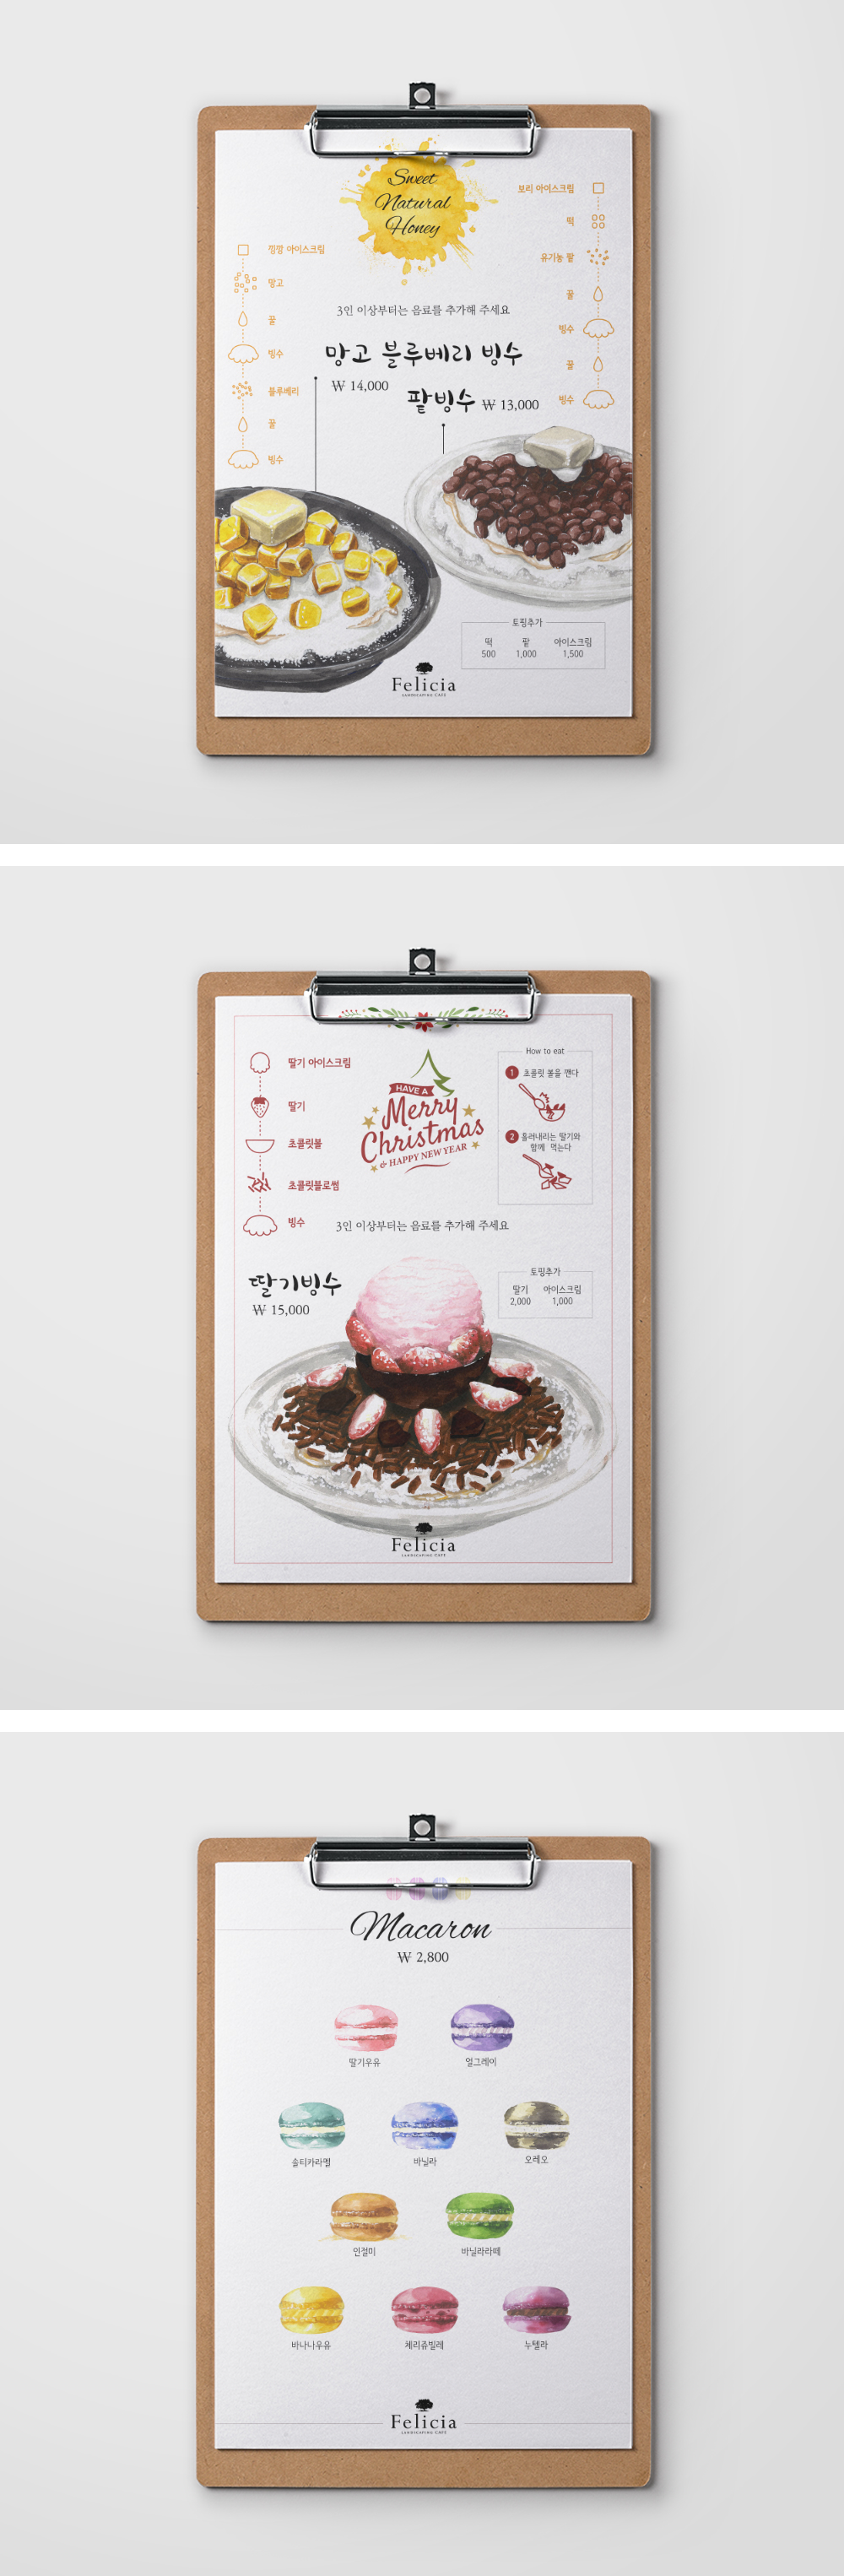 Sweet
Natural
Honey
보리 아이스크림
떡
유기농 팥
꿀
빙수
꿀
빙수
깡깡 아이스크림
망고
꿀
빙수
블루베리
꿀
빙수
3인 이상부터는 음료를 추가해 주세요
망고 블루베리 빙수
₩ 14,000
팥빙수 ₩ 13,000
토핑추가
떡 팥 아이스크림
500 1,000 1,500
Felicia
LANDSCAPING CAFE
딸기 아이스크림
딸기
초콜릿볼
초콜릿블로썸
빙수
HAVE A
Merry
Christmas
& HAPPY NEW YEAR
How to eat
1 초콜릿 볼을 깬다
2 흘러내리는 딸기와
함께 먹는다
3인 이상부터는 음료를 추가해 주세요
딸기빙수
₩ 15,000
토핑추가
딸기 아이스크림
2,000 1,000
Felicia
LANDSCAPING CAFE
Macaron
₩ 2,800
딸기우유 얼그레이
솔티카라멜 바닐라 오레오
인절미 바닐라라떼
바나나우유 체리쥬빌레 누텔라
Felicia
LANDSCAPING CAFE